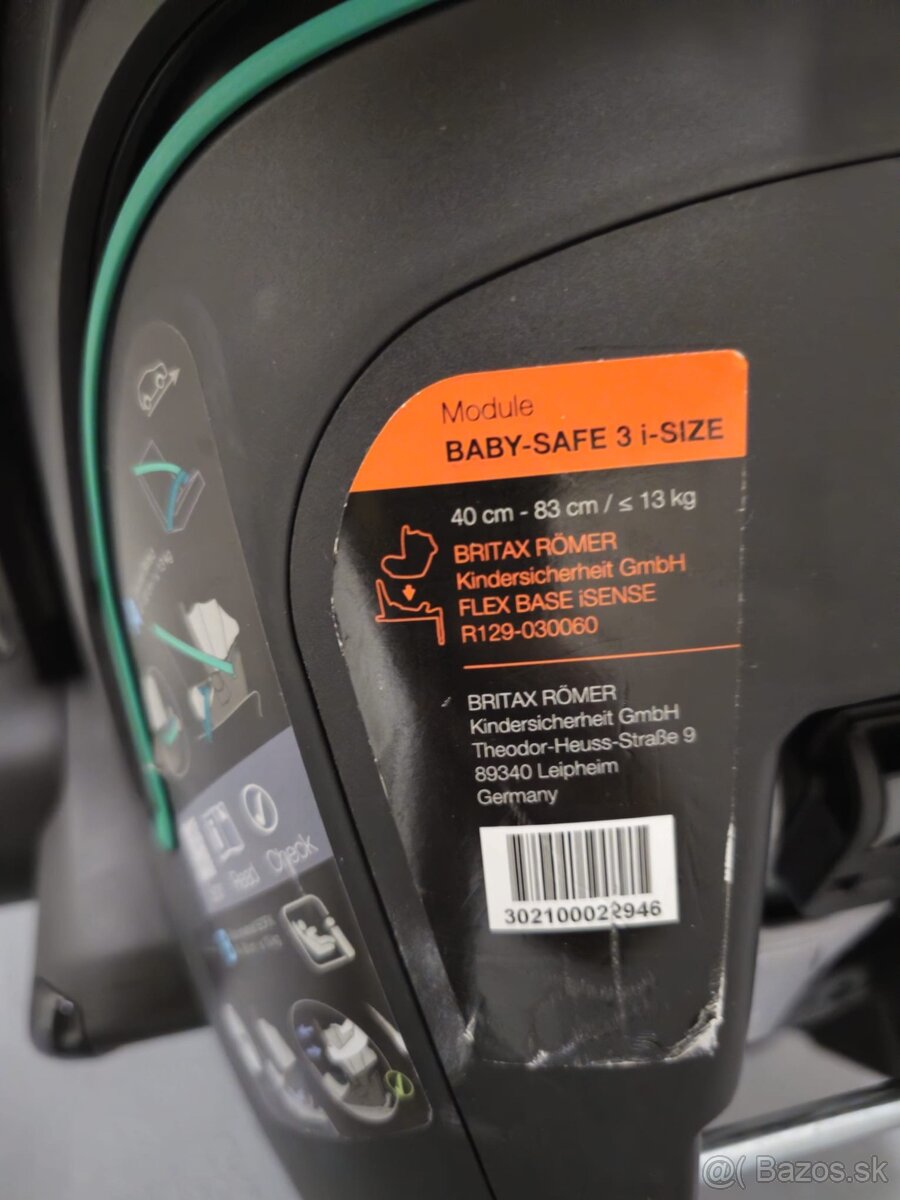 Module
BABY-SAFE 3 i-SIZE
40 cm - 83 cm / ≤ 13 kg
BRITAX RÖMER
Kindersicherheit GmbH
FLEX BASE iSENSE
R129-030060
BRITAX RÖMER
Kindersicherheit GmbH
Theodor-Heuss-Straße 9
89340 Leipheim
Germany
302100022946
Read
Check
@( Bazos.sk